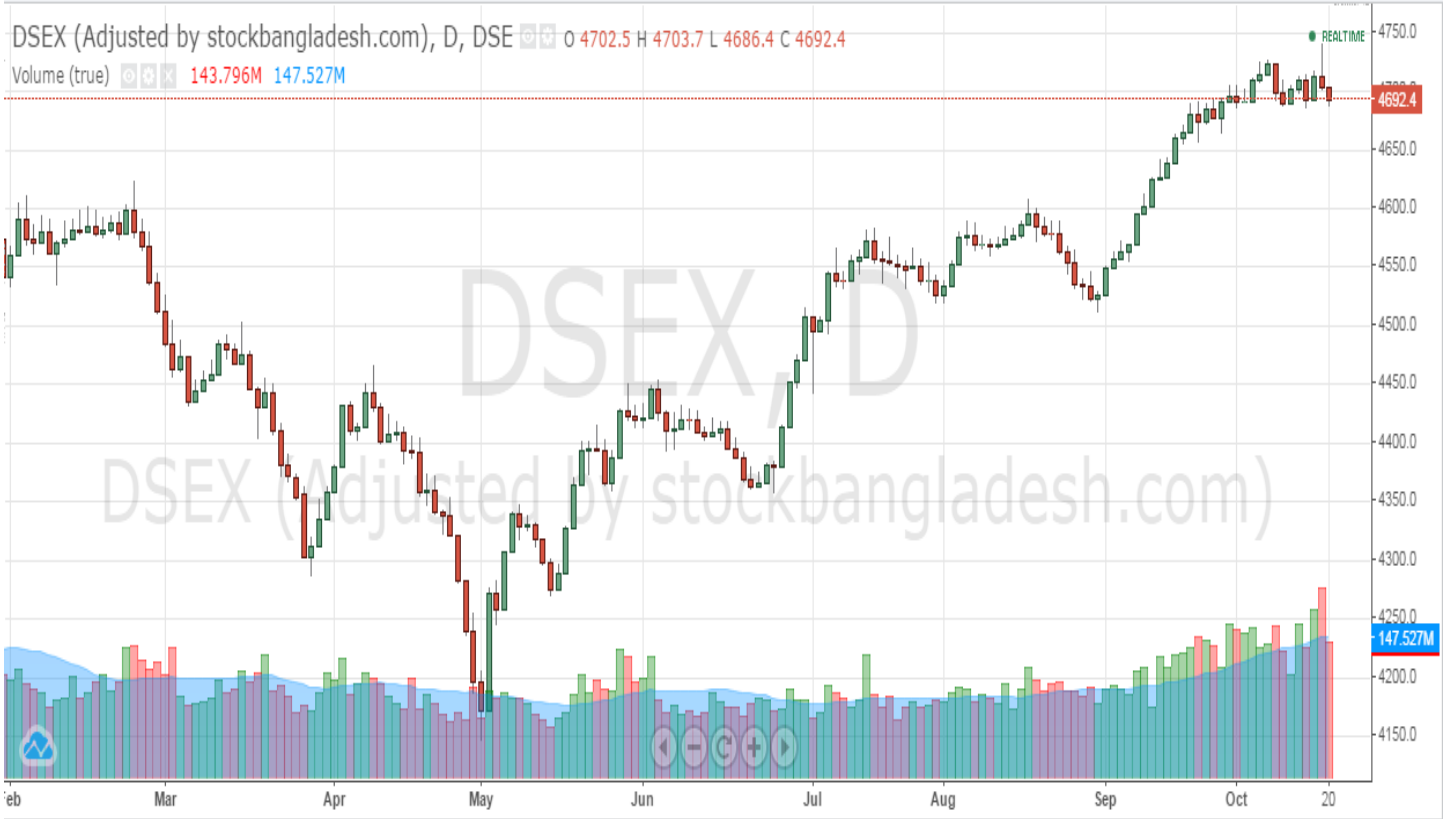 DSEX (Adjusted by stockbangladesh.com), D, DSE O 4702.5 H 4703.7 L 4686.4 C 4692.4
Volume (true) 143.796M 147.527M
REALTIME
4750.0
4692.4
4650.0
4600.0
4550.0
4500.0
4450.0
4400.0
4350.0
4300.0
4250.0
147.527M
4200.0
4150.0
DSEX, D
DSEX (Adjusted by stockbangladesh.com)
eb Mar Apr May Jun Jul Aug Sep Oct 20